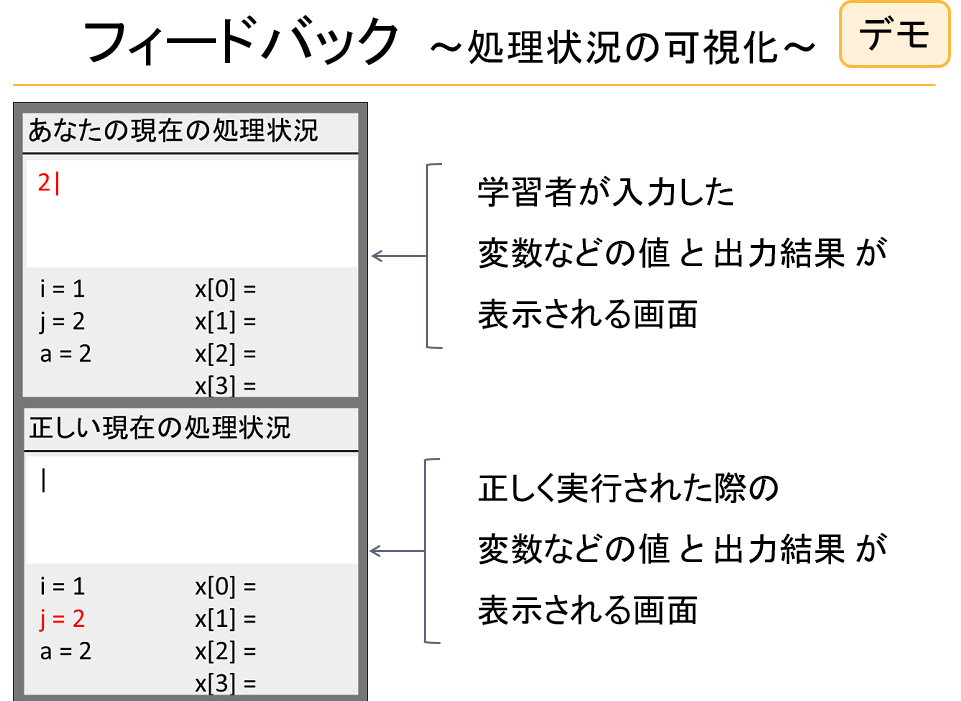 フィードバック ～処理状況の可視化～
デモ
あなたの現在の処理状況
2|
i = 1 x[0] =
j = 2 x[1] =
a = 2 x[2] =
x[3] =
学習者が入力した
変数などの値 と 出力結果 が
表示される画面
正しい現在の処理状況
|
i = 1 x[0] =
j = 2 x[1] =
a = 2 x[2] =
x[3] =
正しく実行された際の
変数などの値 と 出力結果 が
表示される画面